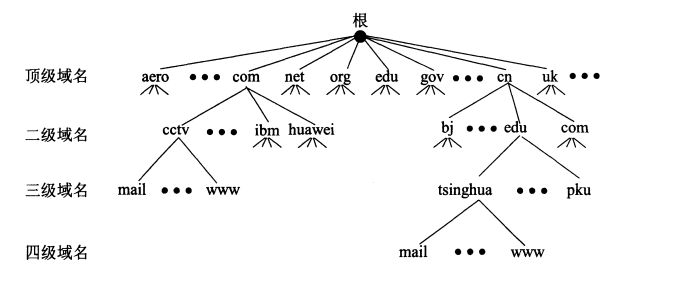 根
顶级域名 aero ●●● com net org edu gov ●●● cn uk ●●●
二级域名 cctv ●●● ibm huawei bj ●●● edu com
三级域名 mail ●●● www tsinghua ●●● pku
四级域名 mail ●●● www